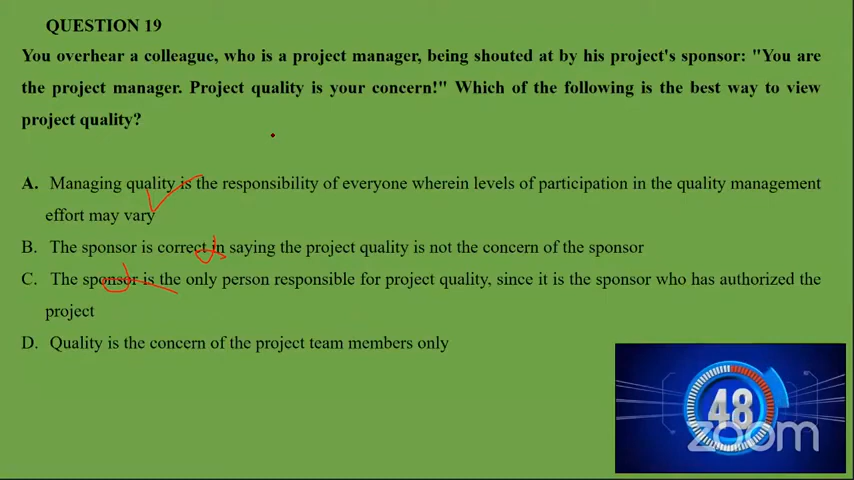 QUESTION 19
You overhear a colleague, who is a project manager, being shouted at by his project's sponsor: "You are
the project manager. Project quality is your concern!" Which of the following is the best way to view
project quality?
A. Managing quality is the responsibility of everyone wherein levels of participation in the quality management
effort may vary
B. The sponsor is correct in saying the project quality is not the concern of the sponsor
C. The sponsor is the only person responsible for project quality, since it is the sponsor who has authorized the
project
D. Quality is the concern of the project team members only
48
zoom